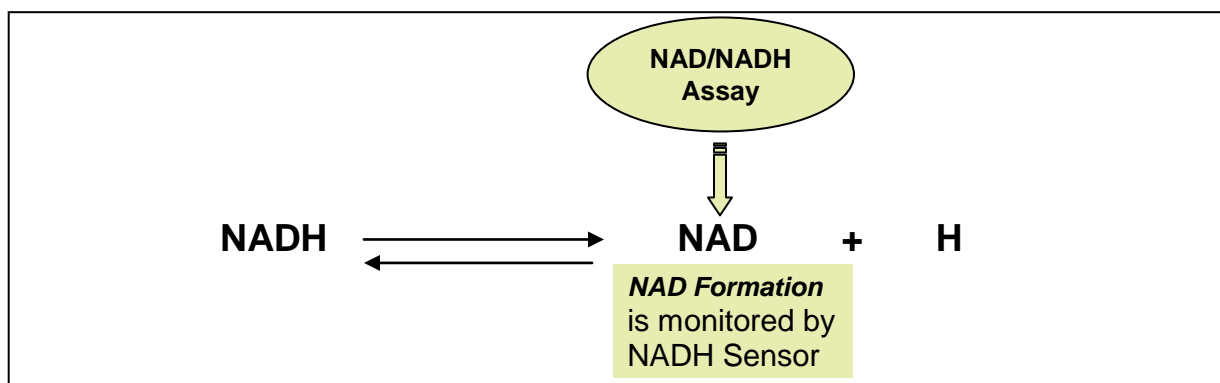 NAD/NADH
Assay
NADH NAD + H
NAD Formation
is monitored by
NADH Sensor